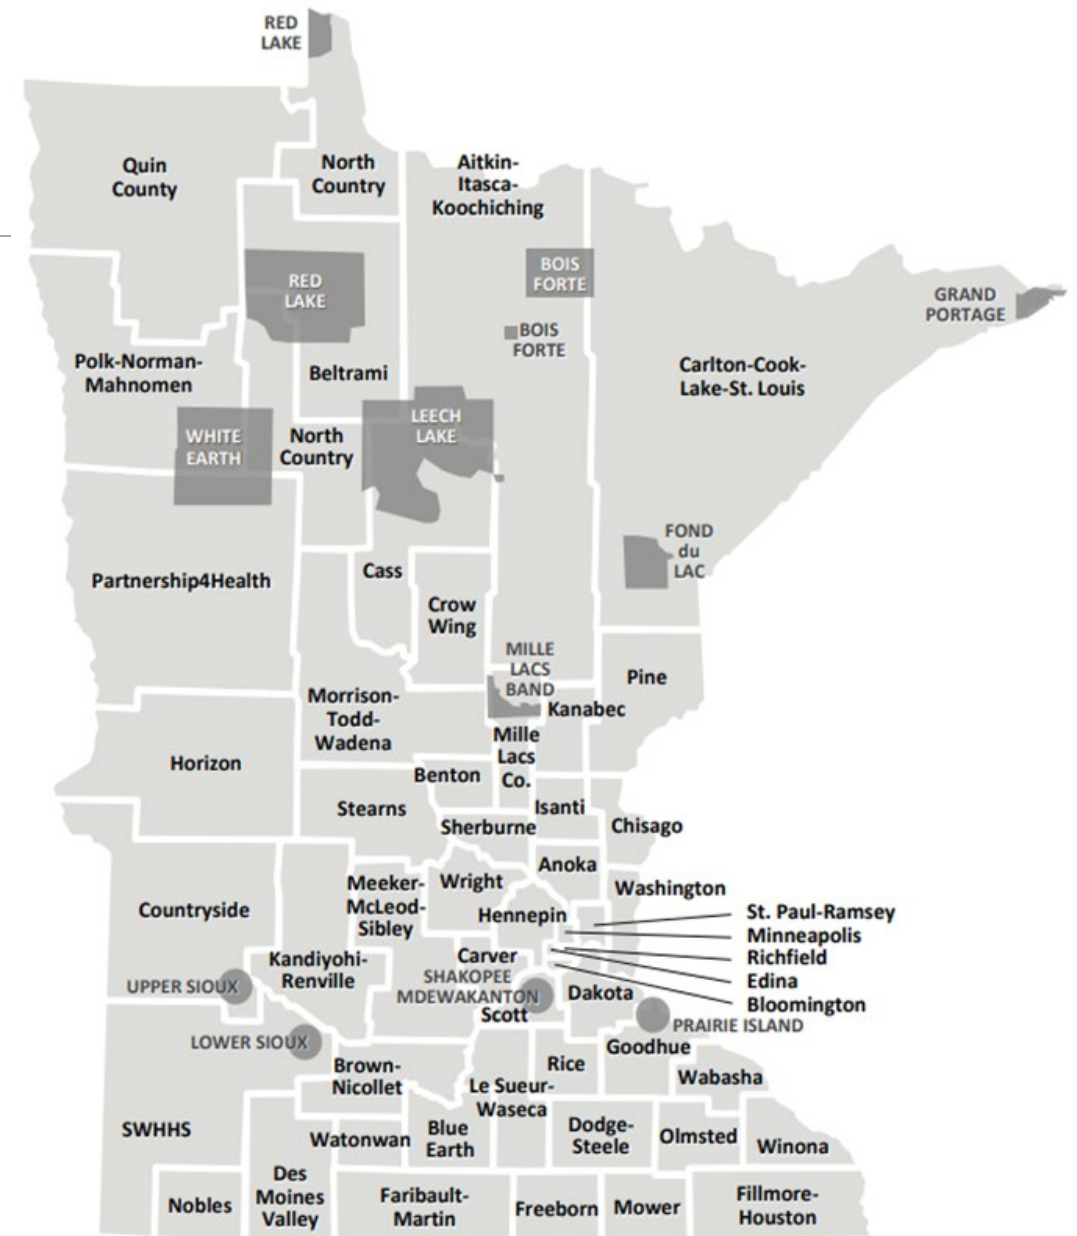 RED
LAKE
Quin
County
North
Country
Aitkin-
Itasca-
Koochiching
RED
LAKE
BOIS
FORTE
GRAND
PORTAGE
BOIS
FORTE
Polk-Norman-
Mahnomen
Beltrami
Carlton-Cook-
Lake-St. Louis
WHITE
EARTH
North
Country
LEECH
LAKE
FOND
du
LAC
Partnership4Health
Cass
Crow
Wing
MILLE
LACS
BAND
Pine
Kanabec
Morrison-
Todd-
Wadena
Mille
Lacs
Co.
Horizon
Benton
Stearns
Isanti
Sherburne
Chisago
Anoka
Meeker-
McLeod-
Sibley
Wright
Washington
Countryside
Hennepin
St. Paul-Ramsey
Minneapolis
Richfield
Edina
Bloomington
Kandiyohi-
Renville
Carver
UPPER SIOUX
SHAKOPEE
MDEWAKANTON
Scott
Dakota
PRAIRIE ISLAND
LOWER SIOUX
Goodhue
Brown-
Nicollet
Rice
Wabasha
Le Sueur-
Waseca
SWHHS
Watonwan
Blue
Earth
Dodge-
Steele
Olmsted
Winona
Nobles
Des
Moines
Valley
Faribault-
Martin
Freeborn
Mower
Fillmore-
Houston